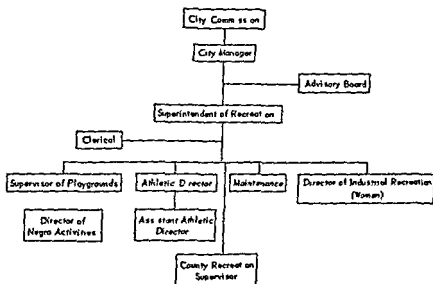 City Commission
City Manager
Advisory Board
Superintendent of Recreation
Clerical
Supervisor of Playgrounds
Athletic Director
Maintenance
Director of Industrial Recreation
(Women)
Director of
Negro Activities
Assistant Athletic
Director
County Recreation
Supervisor